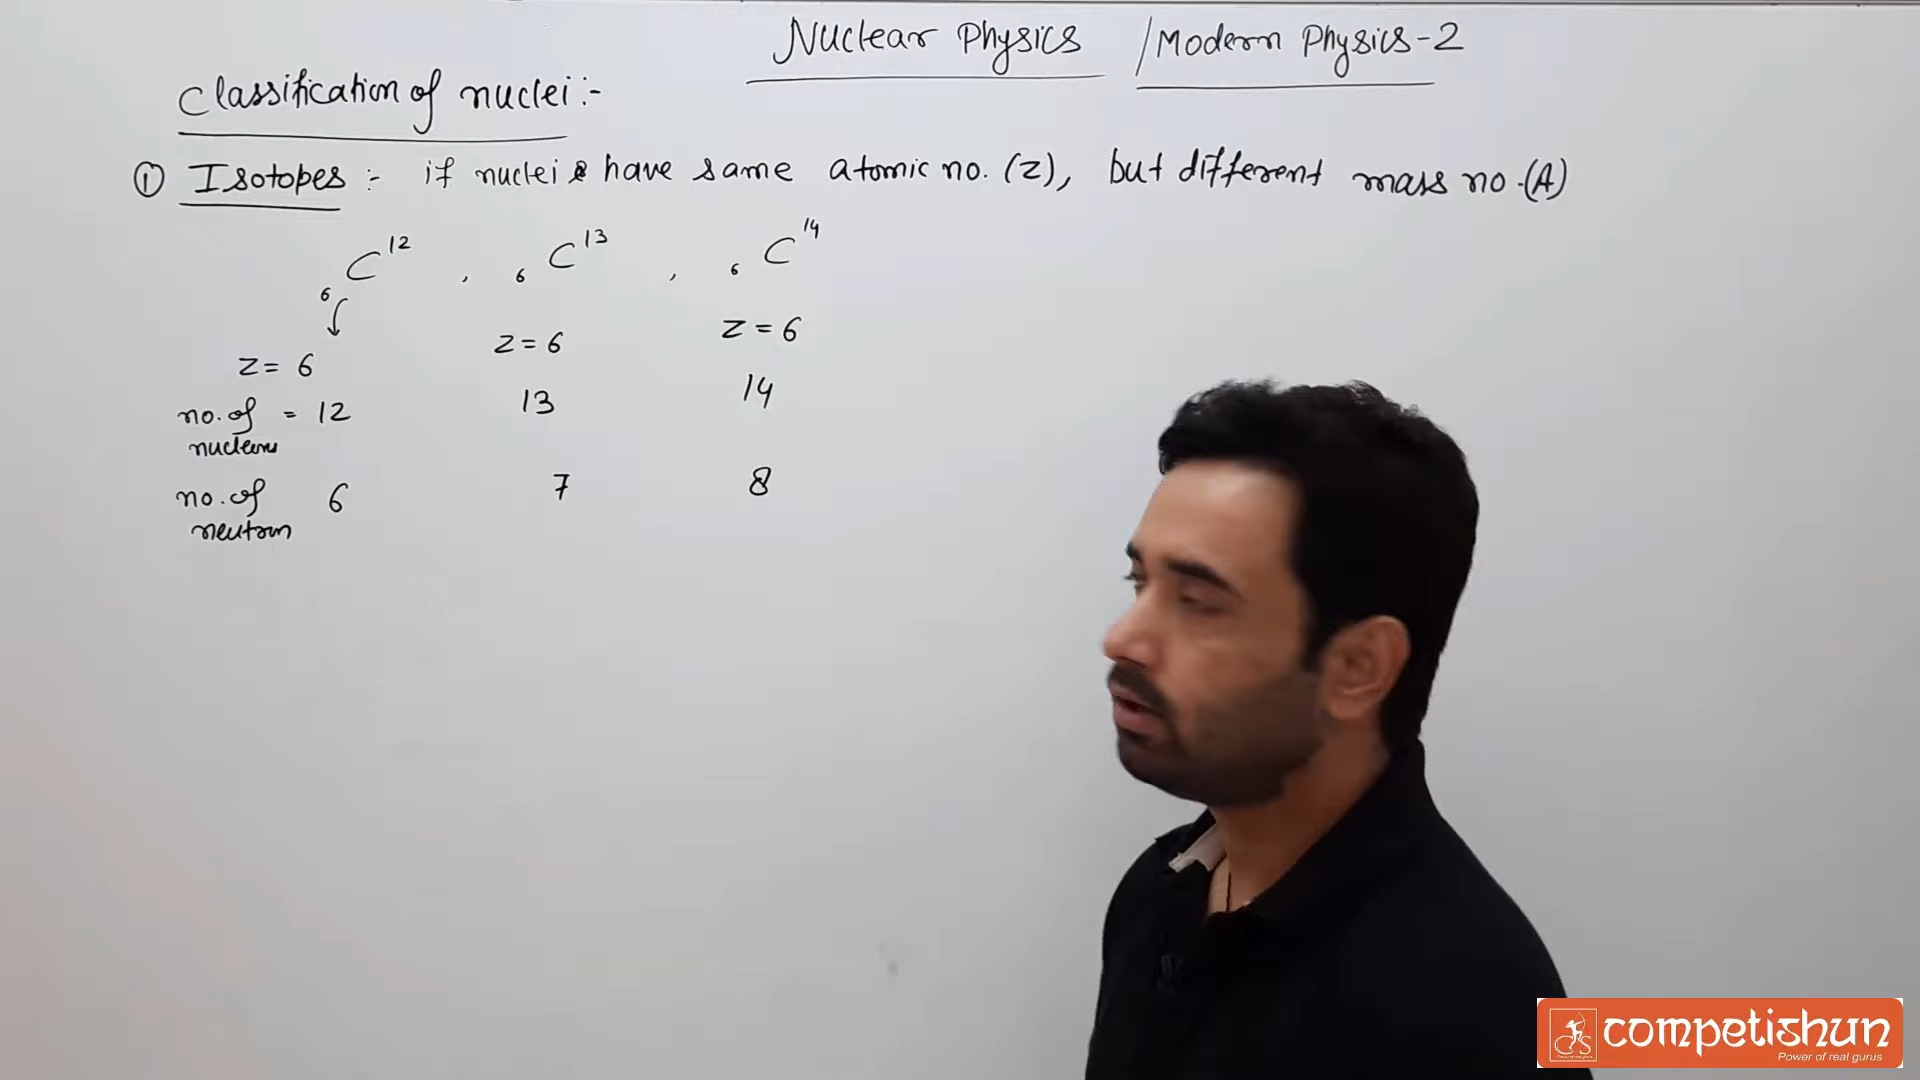 Nuclear Physics / Modern Physics-2
Classification of nuclei :-
① Isotopes :- if nuclei have same atomic no. (Z), but different mass no. (A)
₆C¹² , ₆C¹³ , ₆C¹⁴
Z = 6 Z = 6 Z = 6
no. of = 12 13 14
no. of 6 7 8
neutron
competishun
Power of real gurus